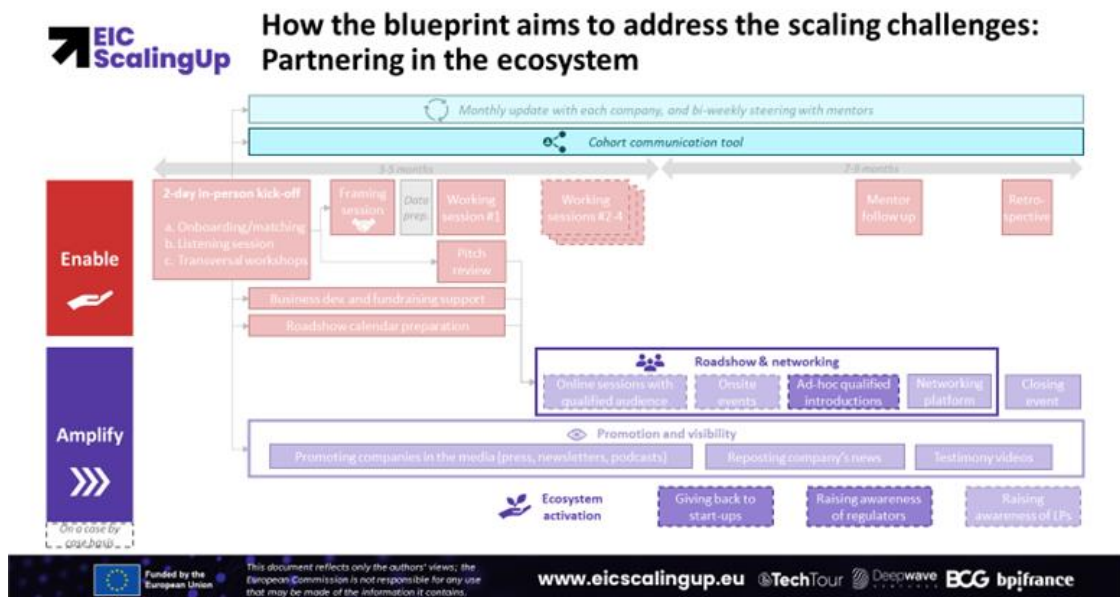 EIC
ScalingUp
How the blueprint aims to address the scaling challenges:
Partnering in the ecosystem
Monthly update with each company, and bi-weekly steering with mentors
Cohort communication tool
3-5 months
7-9 months
Enable
2-day in-person kick-off
a. Onboarding/matching
b. Listening session
c. Transversal workshops
Framing
session
Data
prep.
Working
session #1
Working
sessions #2-4
Mentor
follow up
Retro-
spective
Pitch
review
Business dev and fundraising support
Roadshow calendar preparation
Amplify
Roadshow & networking
Online sessions with
qualified audience
Onsite
events
Ad-hoc qualified
introductions
Networking
platform
Closing
event
Promotion and visibility
Promoting companies in the media (press, newsletters, podcasts)
Reposting company's news
Testimony videos
Ecosystem
activation
Giving back to
start-ups
Raising awareness
of regulators
Raising
awareness of LPs
On a case by
case basis
Funded by the
European Union
This document reflects only the authors' views; the
European Commission is not responsible for any use
that may be made of the information it contains.
www.eicscalingup.eu
TechTour
Deepwave
BCG
bpifrance